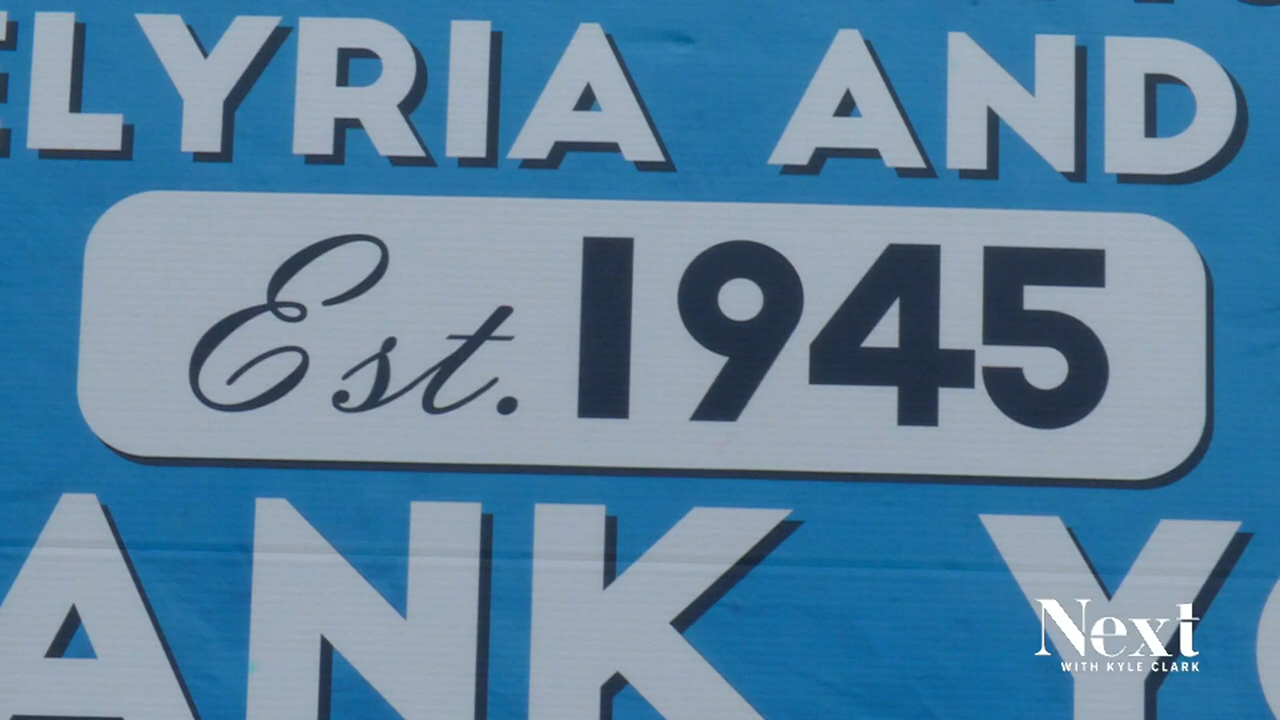 ELYRIA AND
Est. 1945
ANK Y
Next
WITH KYLE CLARK